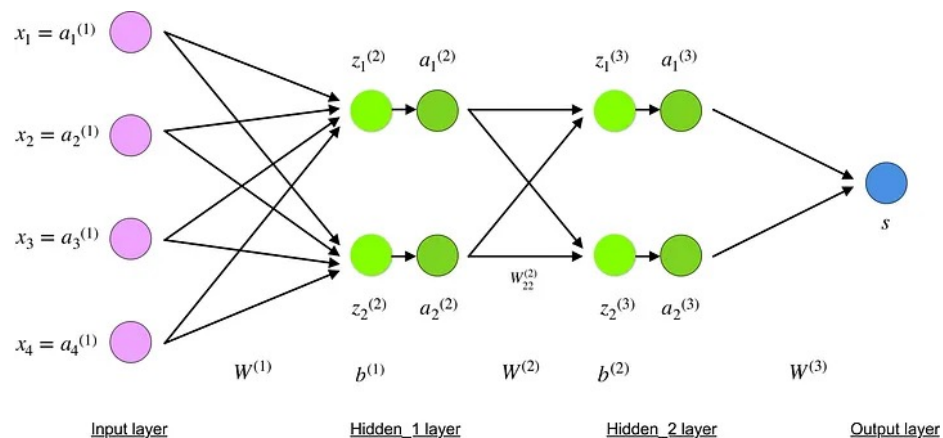 x₁ = a₁⁽¹⁾
z₁⁽²⁾ a₁⁽²⁾ z₁⁽³⁾ a₁⁽³⁾
x₂ = a₂⁽¹⁾
s
x₃ = a₃⁽¹⁾
W₂₂⁽²⁾
z₂⁽²⁾ a₂⁽²⁾ z₂⁽³⁾ a₂⁽³⁾
x₄ = a₄⁽¹⁾
W⁽¹⁾ b⁽¹⁾ W⁽²⁾ b⁽²⁾ W⁽³⁾
Input layer Hidden_1 layer Hidden_2 layer Output layer